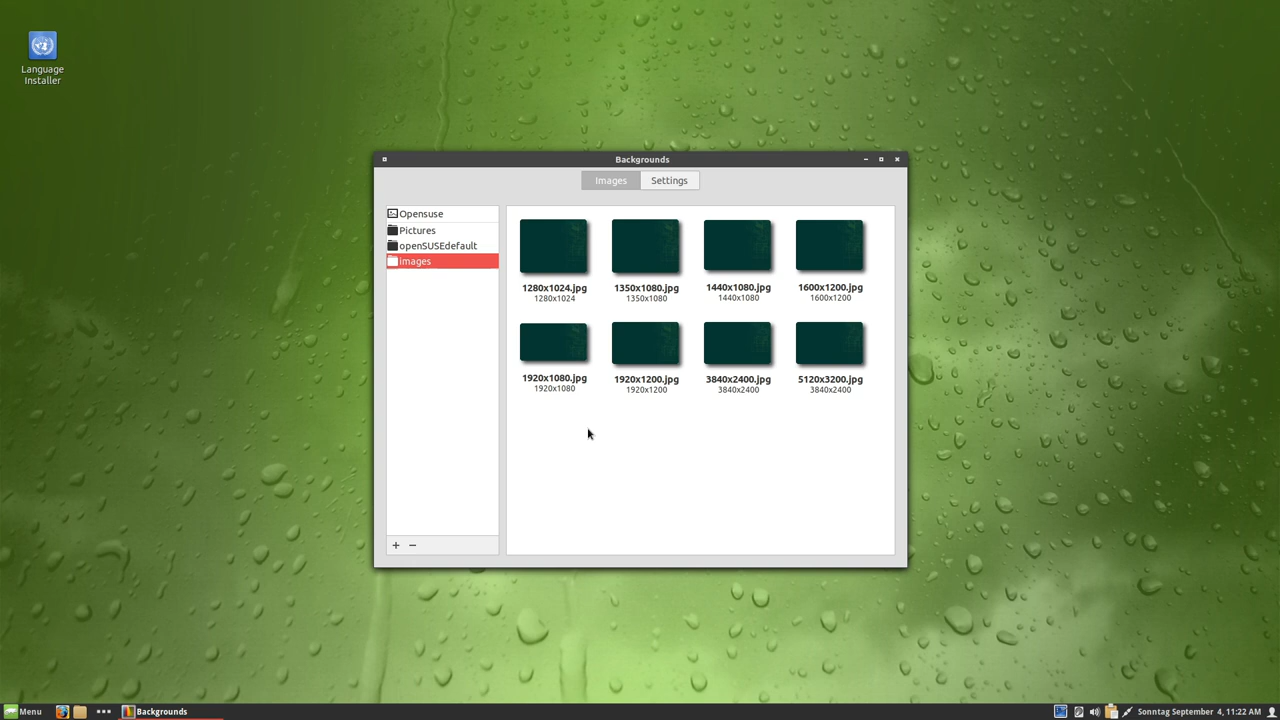 Language
Installer
Backgrounds
Images
Settings
Opensuse
Pictures
openSUSEdefault
images
1280x1024.jpg
1280x1024
1350x1080.jpg
1350x1080
1440x1080.jpg
1440x1080
1600x1200.jpg
1600x1200
1920x1080.jpg
1920x1080
1920x1200.jpg
1920x1200
3840x2400.jpg
3840x2400
5120x3200.jpg
3840x2400
Menu
Backgrounds
Sonntag September 4, 11:22 AM